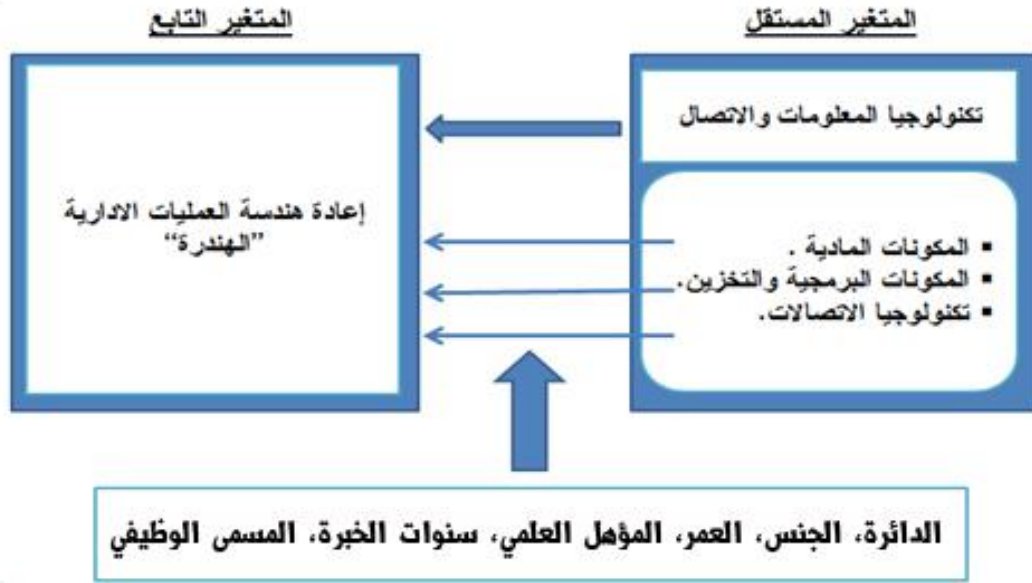 المتغير المستقل
المتغير التابع
تكنولوجيا المعلومات والاتصال
▪ المكونات المادية .
▪ المكونات البرمجية والتخزين.
▪ تكنولوجيا الاتصالات.
إعادة هندسة العمليات الادارية
”الهندرة“
الدائرة، الجنس، العمر، المؤهل العلمي، سنوات الخبرة، المسمى الوظيفي